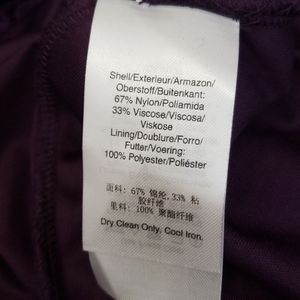 Shell/Exterieur/Armazon/
Oberstoff/Buitenkant:
67% Nylon/Poliamida
33% Viscose/Viscosa/
Viskose
Lining/Doublure/Forro/
Futter/Voering:
100% Polyester/Poliéster
面料: 67% 锦纶,33% 粘
胶纤维
里料: 100% 聚酯纤维
Dry Clean Only. Cool Iron.